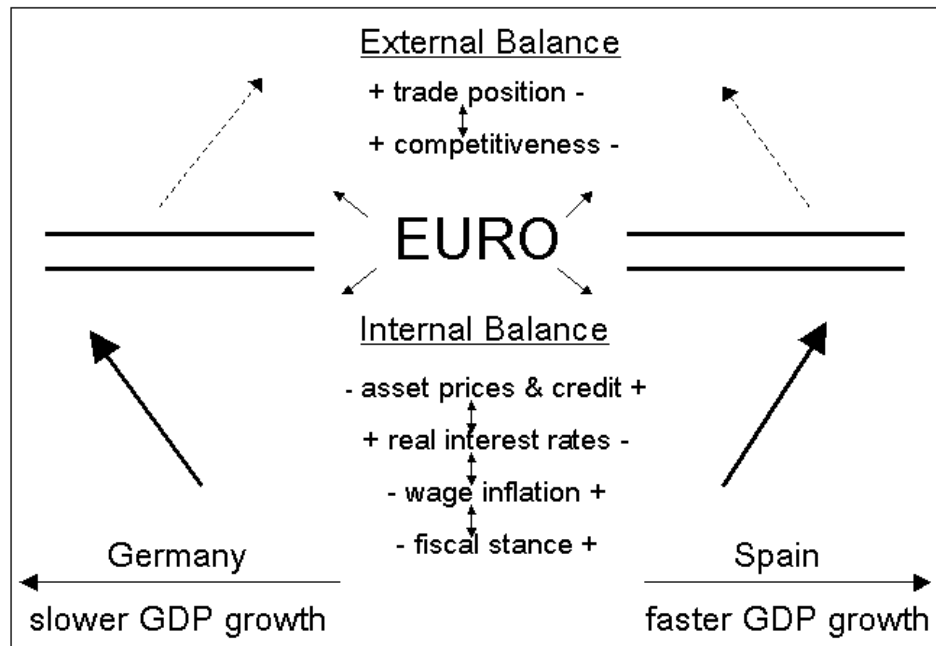 External Balance
+ trade position -
+ competitiveness -
EURO
Internal Balance
- asset prices & credit +
+ real interest rates -
- wage inflation +
- fiscal stance +
Germany
Spain
slower GDP growth
faster GDP growth